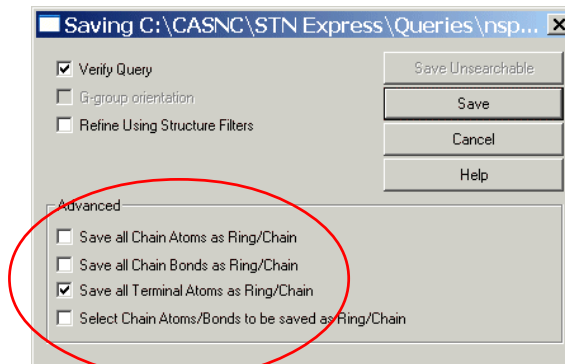 Saving C:\CASNC\STN Express\Queries\nsp...
Verify Query
Save Unsearchable
G-group orientation
Save
Refine Using Structure Filters
Cancel
Help
Advanced
Save all Chain Atoms as Ring/Chain
Save all Chain Bonds as Ring/Chain
Save all Terminal Atoms as Ring/Chain
Select Chain Atoms/Bonds to be saved as Ring/Chain